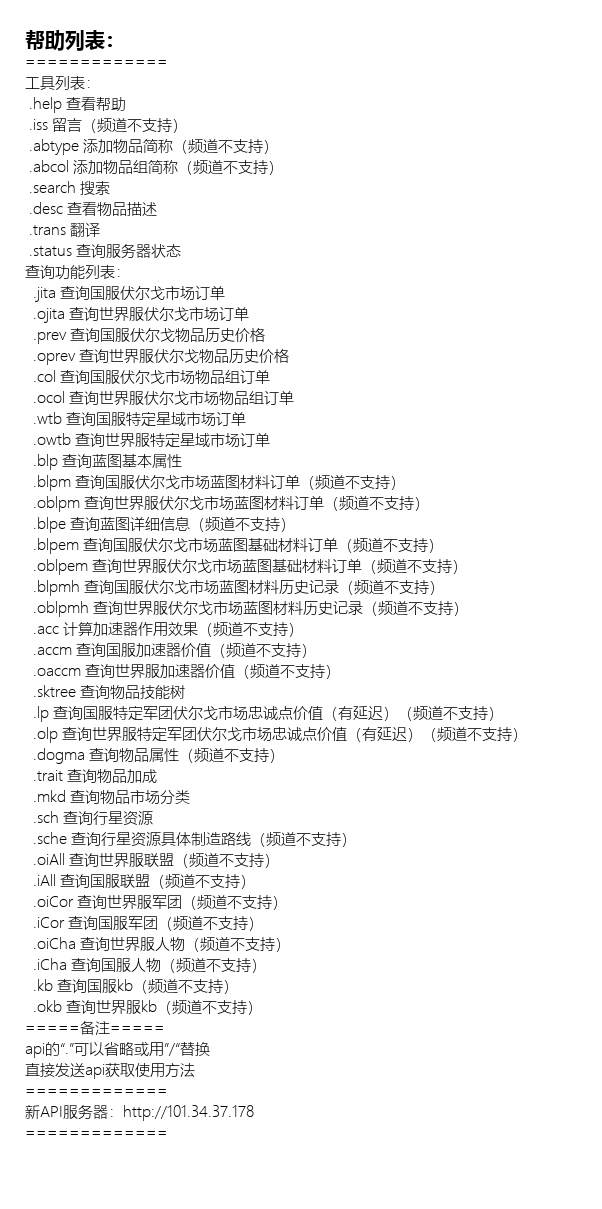 帮助列表：
=============
工具列表：
.help 查看帮助
.iss 留言（频道不支持）
.abtype 添加物品简称（频道不支持）
.abcol 添加物品组简称（频道不支持）
.search 搜索
.desc 查看物品描述
.trans 翻译
.status 查询服务器状态
查询功能列表：
.jita 查询国服伏尔戈市场订单
.ojita 查询世界服伏尔戈市场订单
.prev 查询国服伏尔戈物品历史价格
.oprev 查询世界服伏尔戈物品历史价格
.col 查询国服伏尔戈市场物品组订单
.ocol 查询世界服伏尔戈市场物品组订单
.wtb 查询国服特定星域市场订单
.owtb 查询世界服特定星域市场订单
.blp 查询蓝图基本属性
.blpm 查询国服伏尔戈市场蓝图材料订单（频道不支持）
.oblpm 查询世界服伏尔戈市场蓝图材料订单（频道不支持）
.blpe 查询蓝图详细信息（频道不支持）
.blpem 查询国服伏尔戈市场蓝图基础材料订单（频道不支持）
.oblpem 查询世界服伏尔戈市场蓝图基础材料订单（频道不支持）
.blpmh 查询国服伏尔戈市场蓝图材料历史记录（频道不支持）
.oblpmh 查询世界服伏尔戈市场蓝图材料历史记录（频道不支持）
.acc 计算加速器作用效果（频道不支持）
.accm 查询国服加速器价值（频道不支持）
.oaccm 查询世界服加速器价值（频道不支持）
.sktree 查询物品技能树
.lp 查询国服特定军团伏尔戈市场忠诚点价值（有延迟）（频道不支持）
.olp 查询世界服特定军团伏尔戈市场忠诚点价值（有延迟）（频道不支持）
.dogma 查询物品属性（频道不支持）
.trait 查询物品加成
.mkd 查询物品市场分类
.sch 查询行星资源
.sche 查询行星资源具体制造路线（频道不支持）
.oiAll 查询世界服联盟（频道不支持）
.iAll 查询国服联盟（频道不支持）
.oiCor 查询世界服军团（频道不支持）
.iCor 查询国服军团（频道不支持）
.oiCha 查询世界服人物（频道不支持）
.iCha 查询国服人物（频道不支持）
.kb 查询国服kb（频道不支持）
.okb 查询世界服kb（频道不支持）
=====备注=====
api的“.”可以省略或用”/“替换
直接发送api获取使用方法
=============
新API服务器：http://101.34.37.178
=============